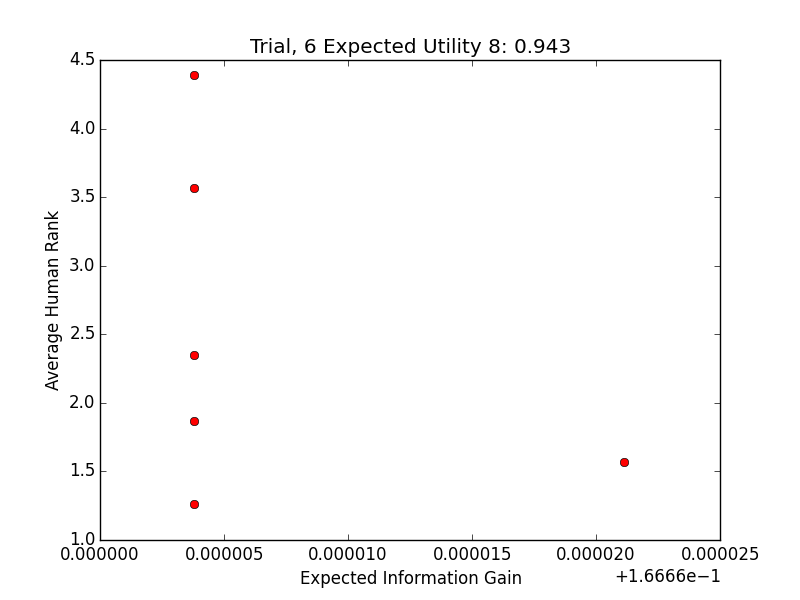 Trial, 6 Expected Utility 8: 0.943
4.5
4.0
3.5
3.0
2.5
2.0
1.5
1.0
Average Human Rank
0.000000 0.000005 0.000010 0.000015 0.000020 0.000025
Expected Information Gain
+1.6666e−1